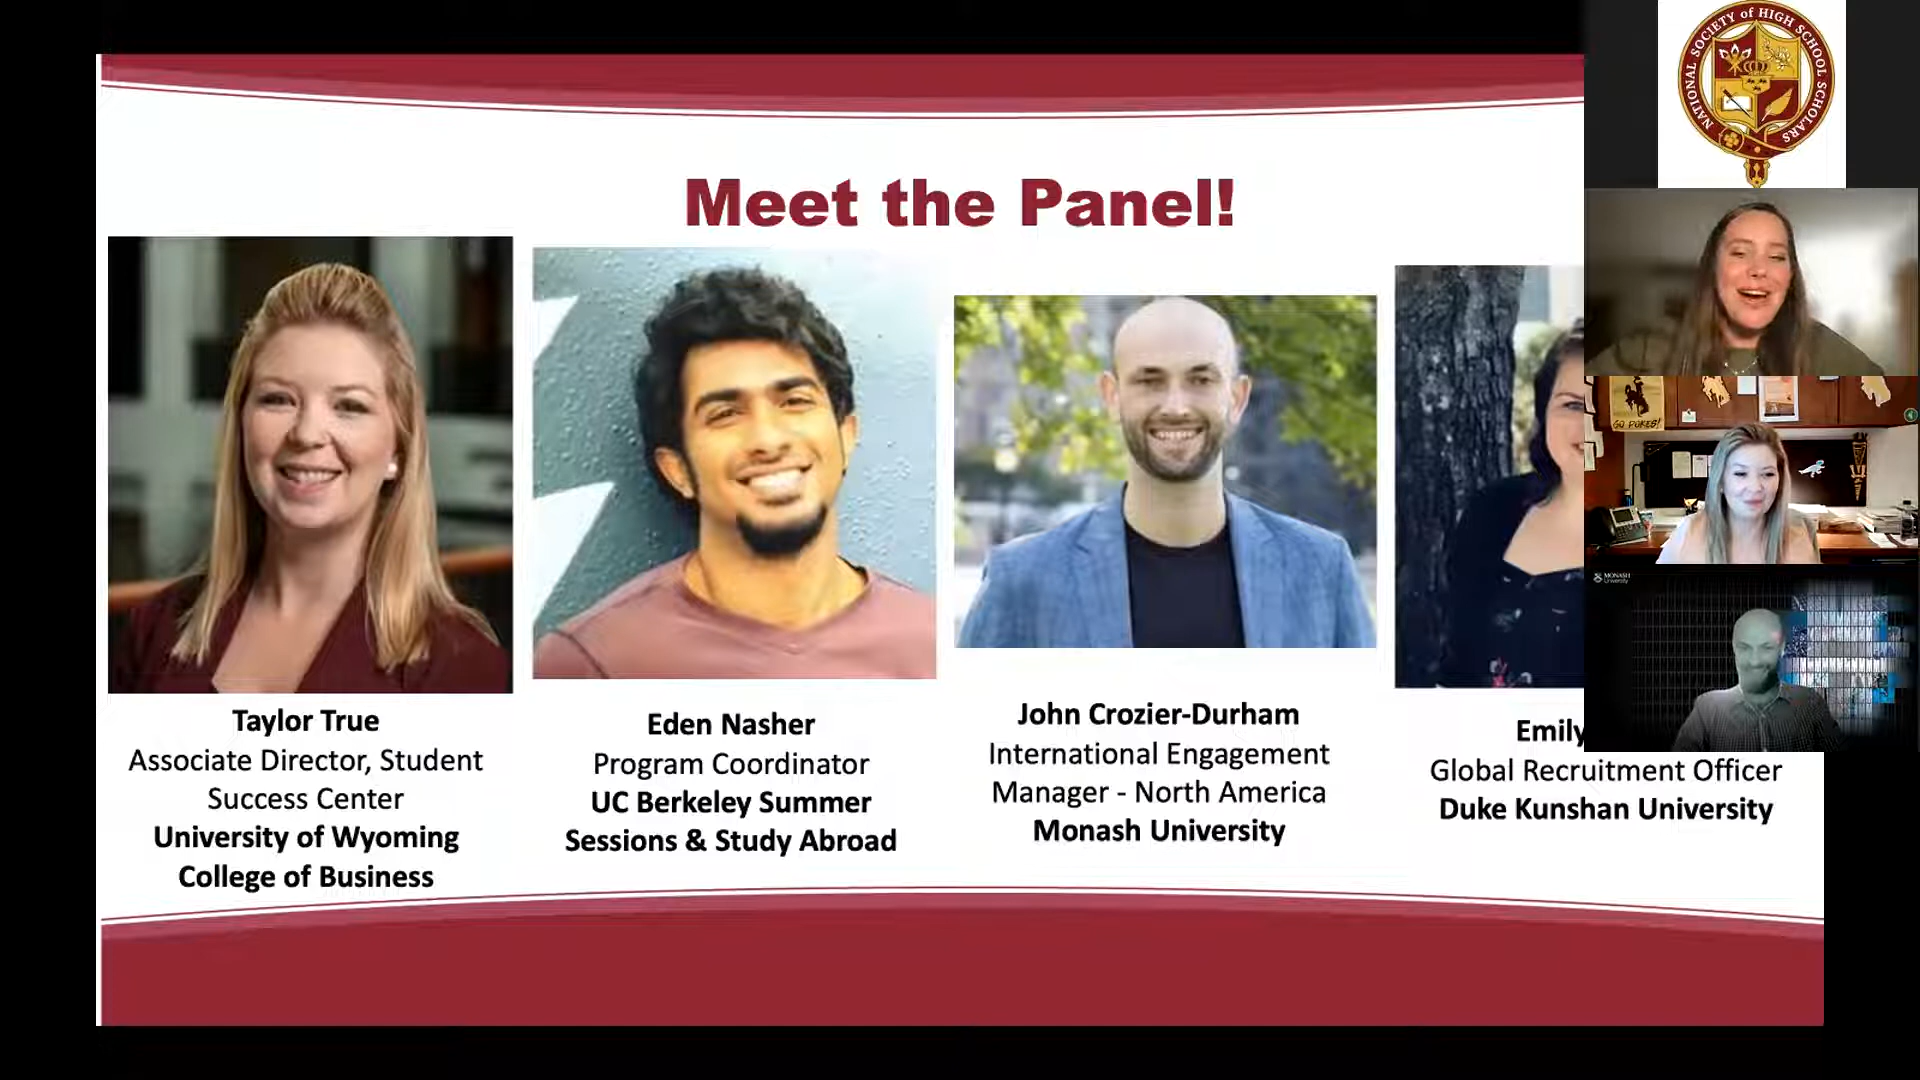 NATIONAL SOCIETY of HIGH SCHOOL SCHOLARS
Meet the Panel!
GO POKES!
MONASH
University
Taylor True
Associate Director, Student
Success Center
University of Wyoming
College of Business
Eden Nasher
Program Coordinator
UC Berkeley Summer
Sessions & Study Abroad
John Crozier-Durham
International Engagement
Manager - North America
Monash University
Emily
Global Recruitment Officer
Duke Kunshan University